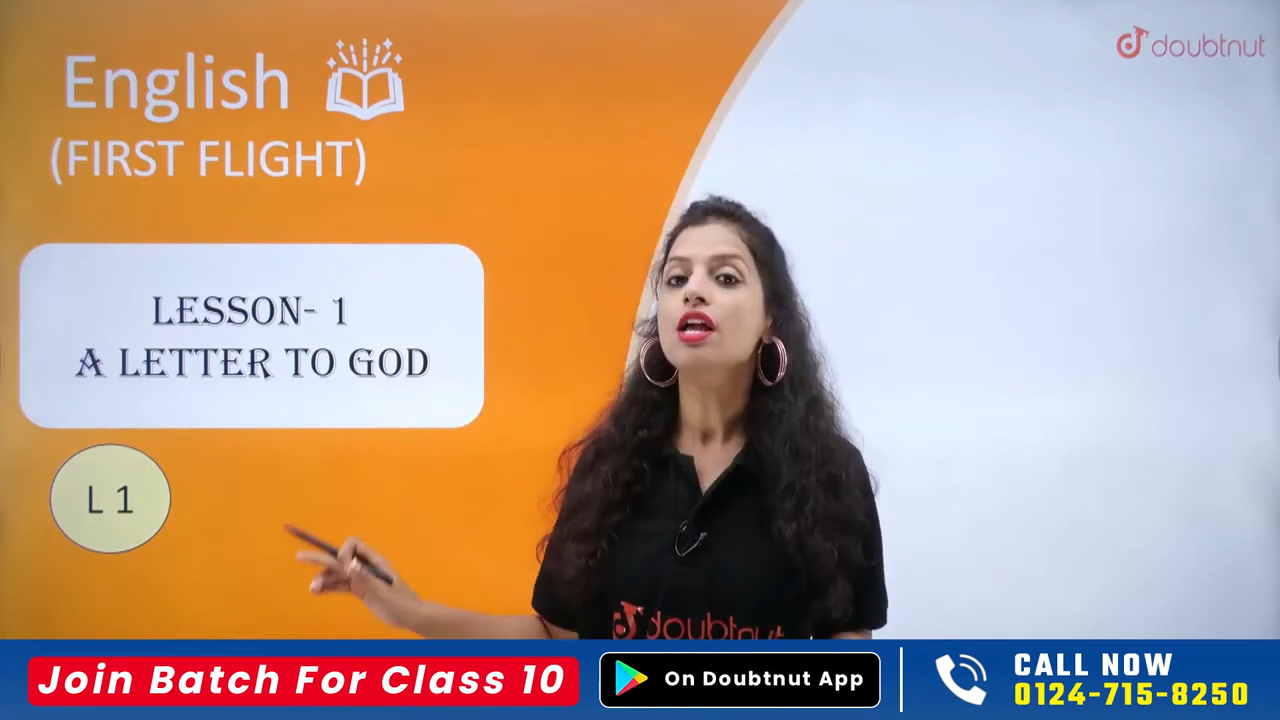 English
(FIRST FLIGHT)
doubtnut
LESSON- 1
A LETTER TO GOD
L 1
doubtnut
Join Batch For Class 10
On Doubtnut App
CALL NOW
0124-715-8250